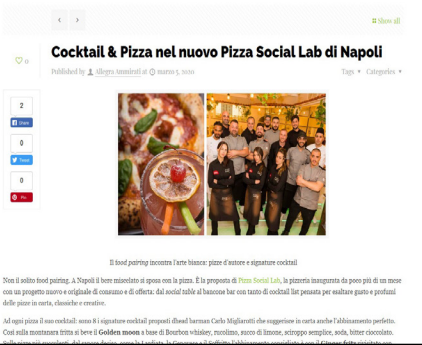 Show all
Cocktail & Pizza nel nuovo Pizza Social Lab di Napoli
0
Published by Allegra Ammirati at marzo 5, 2020
Tags Categories
2
Share
0
Tweet
0
Pin
Il food pairing incontra l'arte bianca: pizze d'autore e signature cocktail
Non il solito food pairing. A Napoli il bere miscelato si sposa con la pizza. È la proposta di Pizza Social Lab, la pizzeria inaugurata da poco più di un mese
con un progetto nuovo e originale di consumo e di offerta: dal social table al bancone bar con tanto di cocktail list pensata per esaltare gusto e profumi
delle pizze in carta, classiche e creative.
Ad ogni pizza il suo cocktail: sono 8 i signature cocktail proposti dhead barman Carlo Migliarotti che suggerisce in carta anche l'abbinamento perfetto.
Così sulla montanara fritta si beve il Golden moon a base di Bourbon whiskey, rucolino, succo di limone, sciroppo semplice, soda, bitter cioccolato.